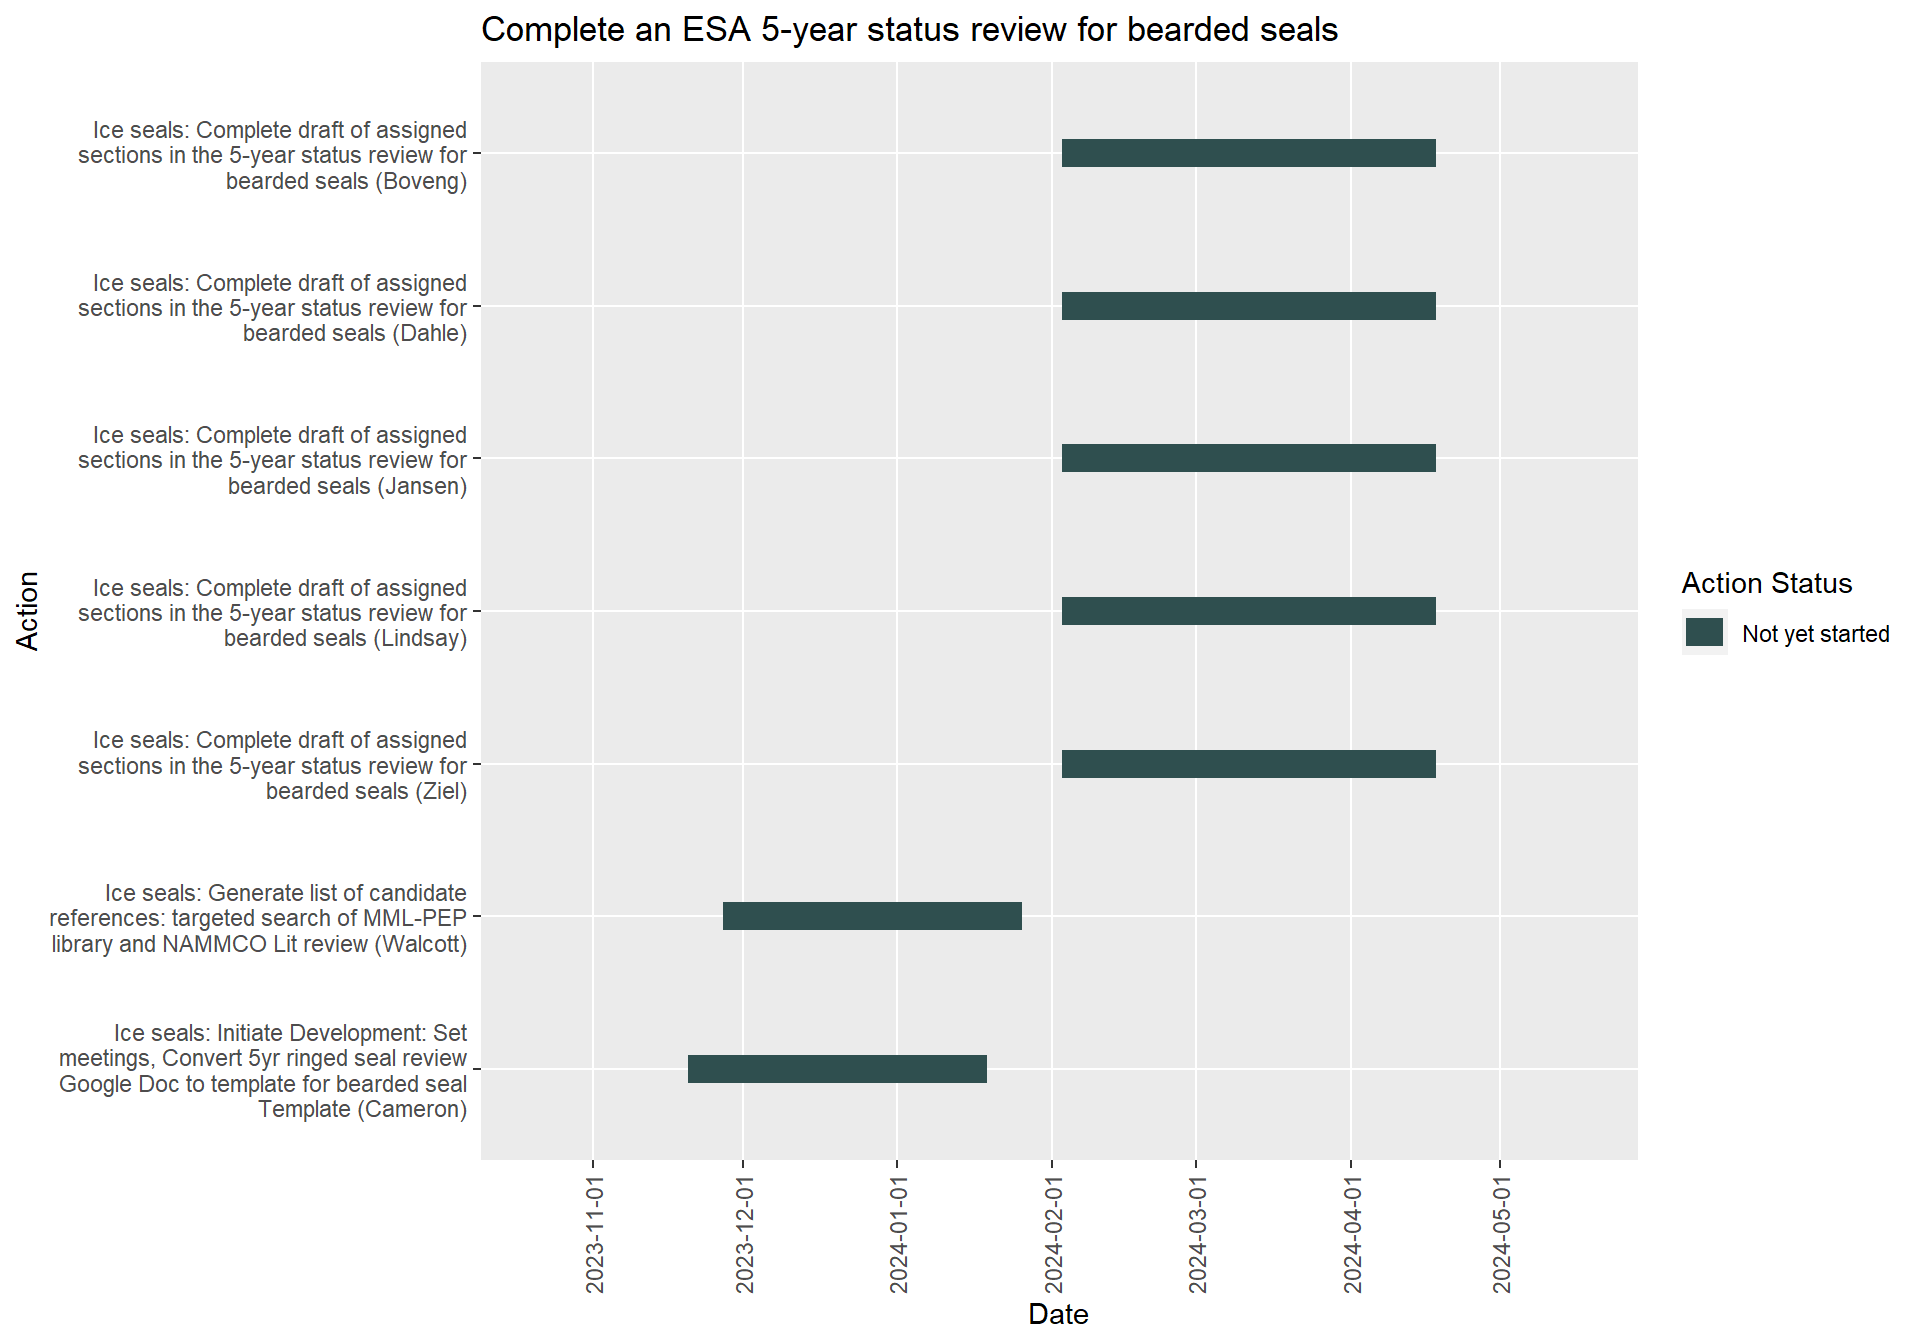 Complete an ESA 5-year status review for bearded seals
Ice seals: Complete draft of assigned
sections in the 5-year status review for
bearded seals (Boveng)
Ice seals: Complete draft of assigned
sections in the 5-year status review for
bearded seals (Dahle)
Ice seals: Complete draft of assigned
sections in the 5-year status review for
bearded seals (Jansen)
Ice seals: Complete draft of assigned
sections in the 5-year status review for
bearded seals (Lindsay)
Ice seals: Complete draft of assigned
sections in the 5-year status review for
bearded seals (Ziel)
Ice seals: Generate list of candidate
references: targeted search of MML-PEP
library and NAMMCO Lit review (Walcott)
Ice seals: Initiate Development: Set
meetings, Convert 5yr ringed seal review
Google Doc to template for bearded seal
Template (Cameron)
Action
2023-11-01
2023-12-01
2024-01-01
2024-02-01
2024-03-01
2024-04-01
2024-05-01
Date
Action Status
Not yet started